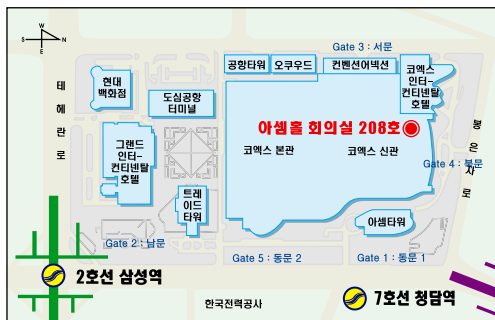 W
S
N
E
Gate 3 : 서문
공항타워
오쿠우드
컨벤션어넥션
코엑스
인터-
컨티넨탈
호텔
현대
백화점
도심공항
터미널
테헤란로
아셈홀 회의실 208호
봉은사로
그랜드
인터-
컨티넨탈
호텔
코엑스 본관
코엑스 신관
Gate 4 : 북문
트레
이드
타워
아셈타워
Gate 2 : 남문
Gate 5 : 동문 2
Gate 1 : 동문 1
2호선 삼성역
한국전력공사
7호선 청담역